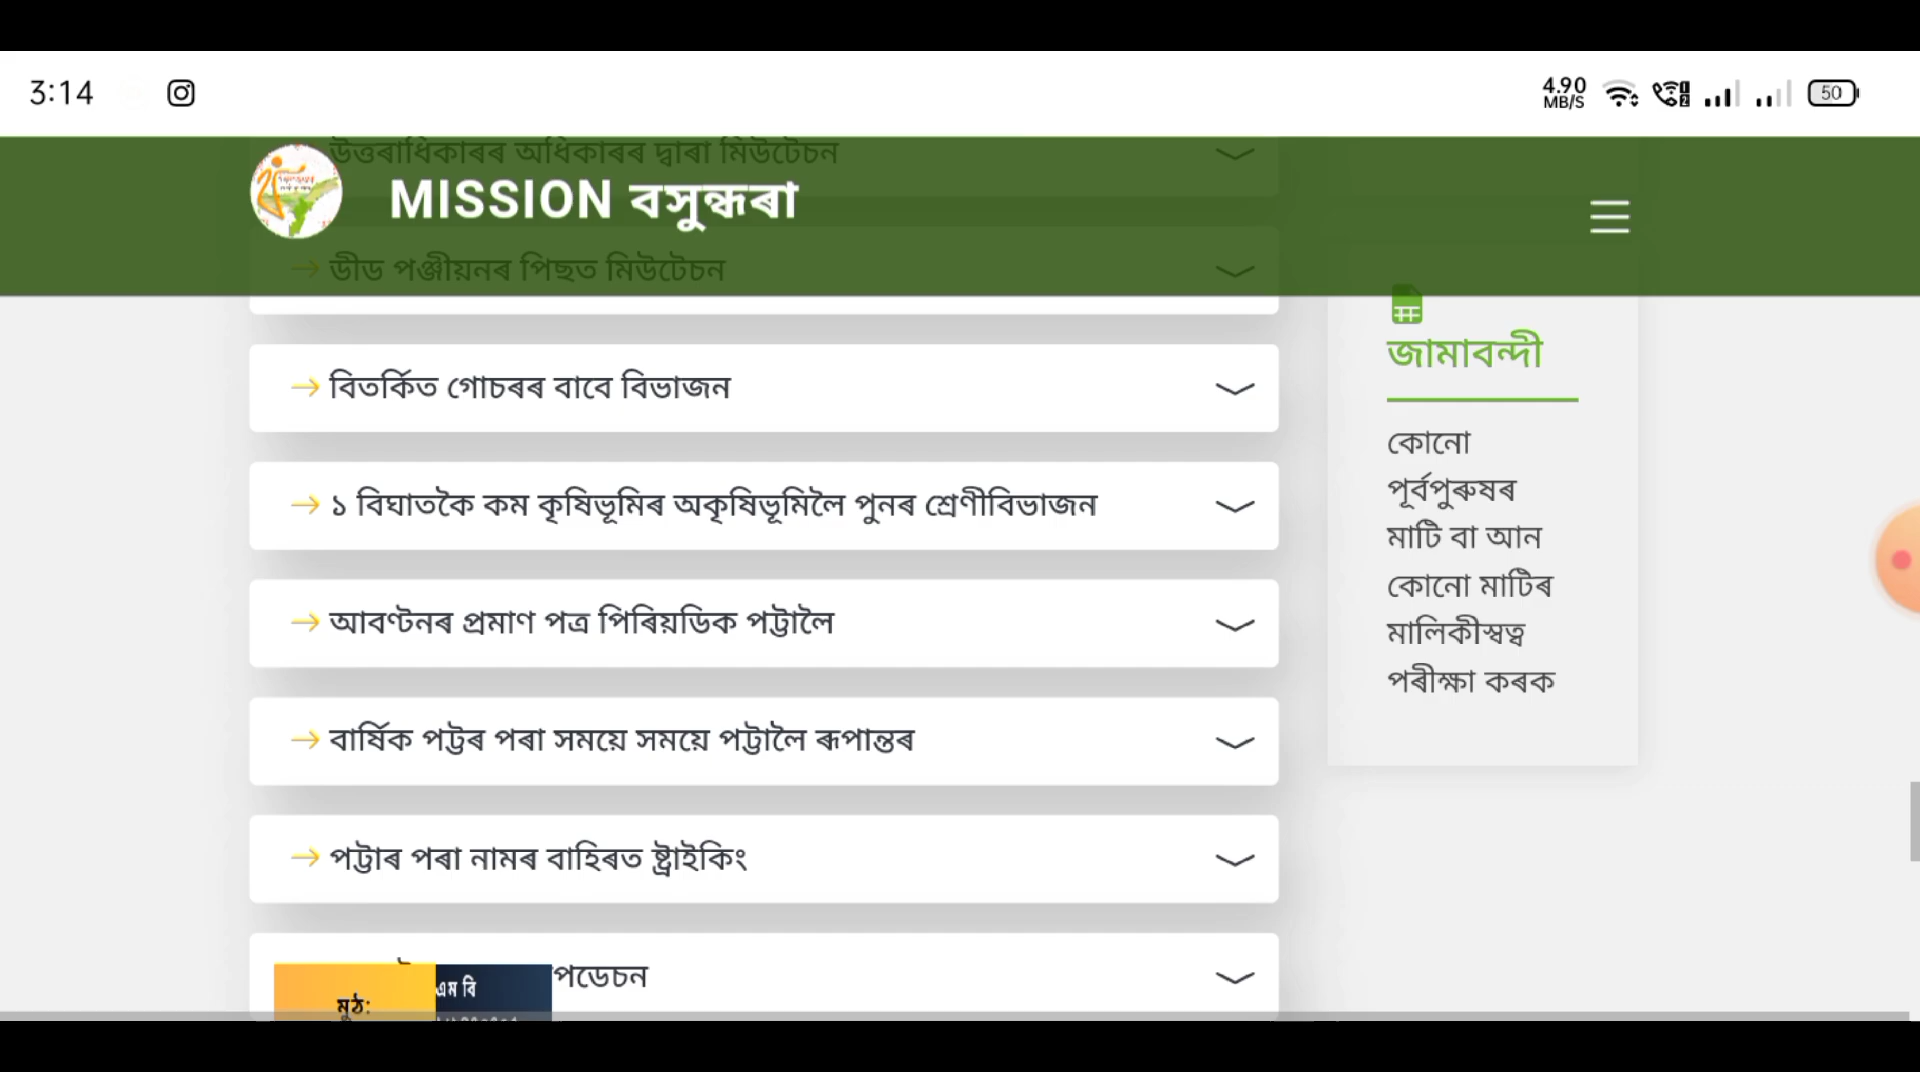 3:14
4.90
MB/S
50
উত্তৰাধিকাৰৰ অধিকাৰৰ দ্বাৰা মিউটেচন
MISSION বসুন্ধৰা
→ ডীড পঞ্জীয়নৰ পিছত মিউটেচন
→ বিতৰ্কিত গোচৰৰ বাবে বিভাজন
→ ১ বিঘাতকৈ কম কৃষিভূমিৰ অকৃষিভূমিলৈ পুনৰ শ্ৰেণীবিভাজন
→ আবণ্টনৰ প্ৰমাণ পত্ৰ পিৰিয়ডিক পট্টালৈ
→ বাৰ্ষিক পট্টৰ পৰা সময়ে সময়ে পট্টালৈ ৰূপান্তৰ
→ পট্টাৰ পৰা নামৰ বাহিৰত ষ্ট্ৰাইকিং
পডেচন
মুঠ:
এম বি
জামাবন্দী
কোনো
পূৰ্বপুৰুষৰ
মাটি বা আন
কোনো মাটিৰ
মালিকীস্বত্ব
পৰীক্ষা কৰক